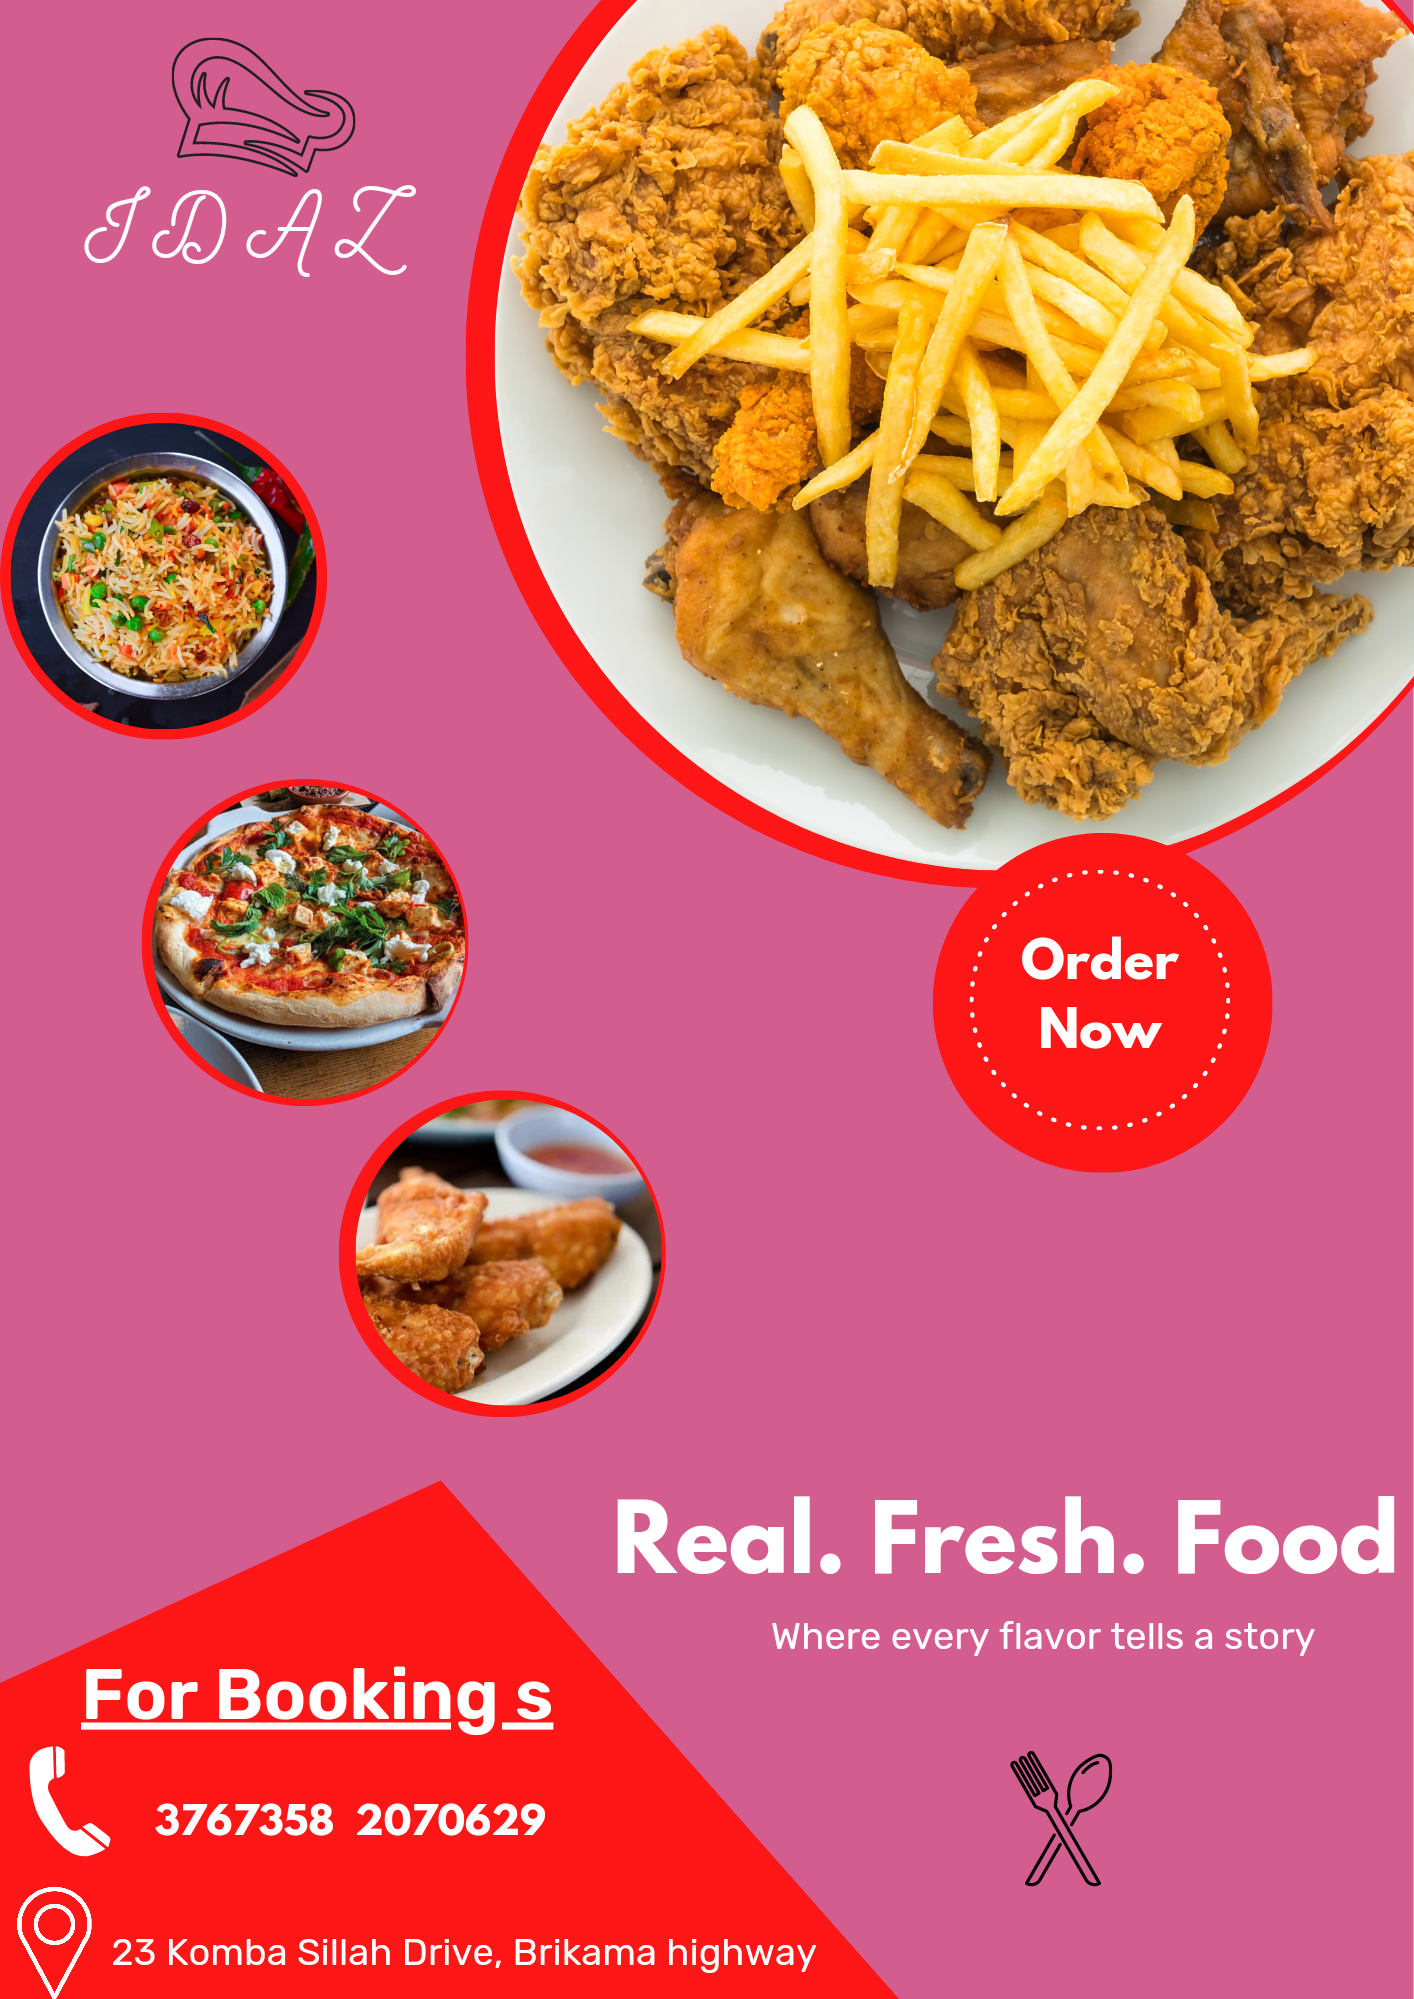 IDAZ
Order
Now
Real. Fresh. Food
Where every flavor tells a story
For Booking s
3767358 2070629
23 Komba Sillah Drive, Brikama highway